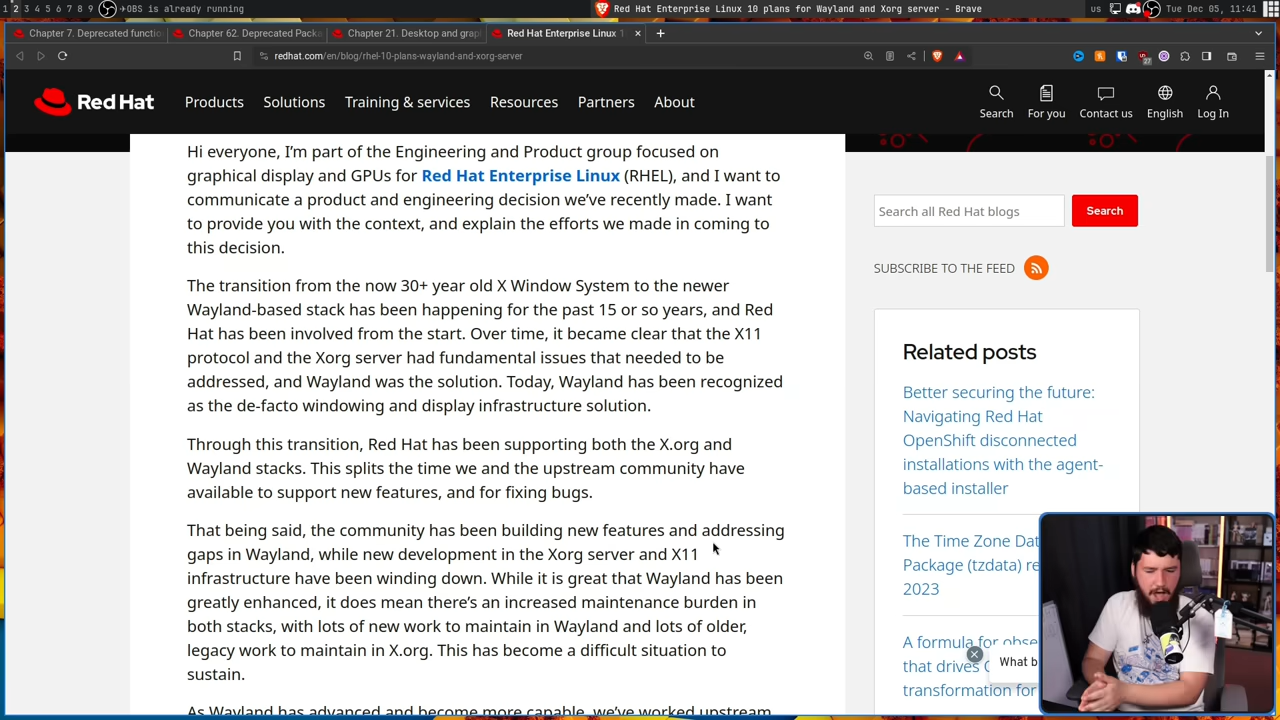 1 2 3 4 5 6 7 8 9 OBS is already running
Red Hat Enterprise Linux 10 plans for Wayland and Xorg server - Brave
us
Tue Dec 05, 11:41
Chapter 7. Deprecated functio
Chapter 62. Deprecated Packa
Chapter 21. Desktop and grap
Red Hat Enterprise Linux 1
redhat.com/en/blog/rhel-10-plans-wayland-and-xorg-server
Red Hat
Products
Solutions
Training & services
Resources
Partners
About
Search
For you
Contact us
English
Log In
Hi everyone, I'm part of the Engineering and Product group focused on
graphical display and GPUs for Red Hat Enterprise Linux (RHEL), and I want to
communicate a product and engineering decision we've recently made. I want
to provide you with the context, and explain the efforts we made in coming to
this decision.
The transition from the now 30+ year old X Window System to the newer
Wayland-based stack has been happening for the past 15 or so years, and Red
Hat has been involved from the start. Over time, it became clear that the X11
protocol and the Xorg server had fundamental issues that needed to be
addressed, and Wayland was the solution. Today, Wayland has been recognized
as the de-facto windowing and display infrastructure solution.
Through this transition, Red Hat has been supporting both the X.org and
Wayland stacks. This splits the time we and the upstream community have
available to support new features, and for fixing bugs.
That being said, the community has been building new features and addressing
gaps in Wayland, while new development in the Xorg server and X11
infrastructure have been winding down. While it is great that Wayland has been
greatly enhanced, it does mean there's an increased maintenance burden in
both stacks, with lots of new work to maintain in Wayland and lots of older,
legacy work to maintain in X.org. This has become a difficult situation to
sustain.
As Wayland has advanced and become more capable, we've worked upstream
Search all Red Hat blogs
Search
SUBSCRIBE TO THE FEED
Related posts
Better securing the future:
Navigating Red Hat
OpenShift disconnected
installations with the agent-
based installer
The Time Zone Dat
Package (tzdata) re
2023
A formula for obse
that drives
transformation for
What b